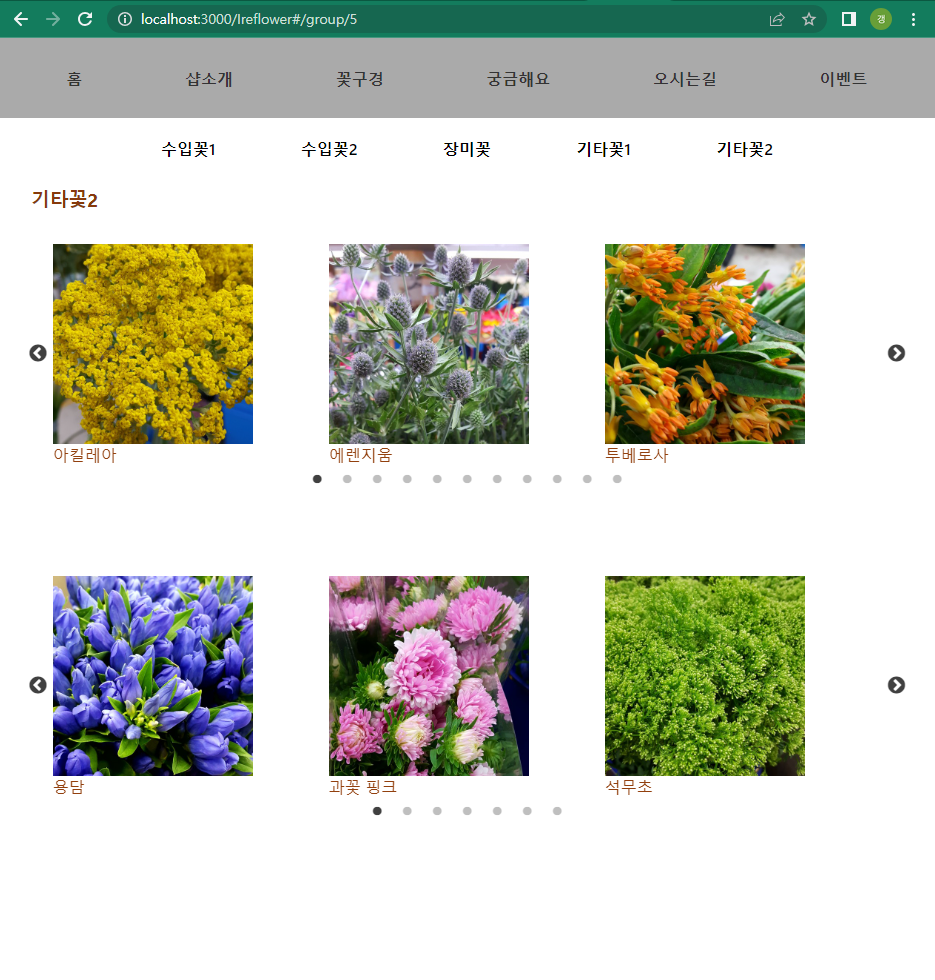 localhost:3000/lreflower#/group/5
갱
홈 샵소개 꽃구경 궁금해요 오시는길 이벤트
수입꽃1 수입꽃2 장미꽃 기타꽃1 기타꽃2
기타꽃2
아킬레아 에렌지움 투베로사
용담 과꽃 핑크 석무초